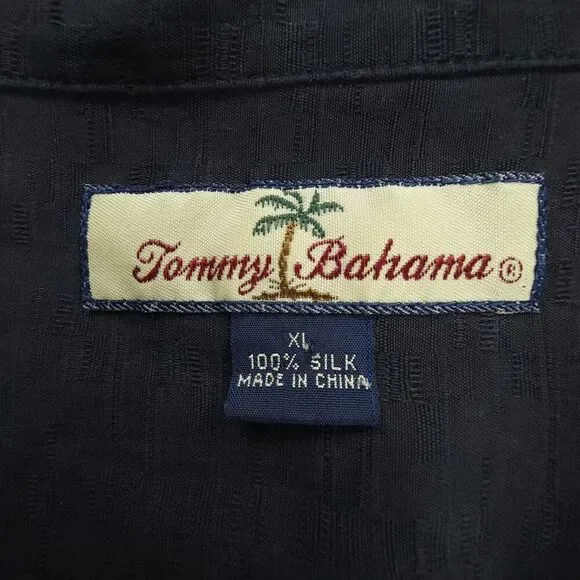 Tommy Bahama®
XL
100% SILK
MADE IN CHINA